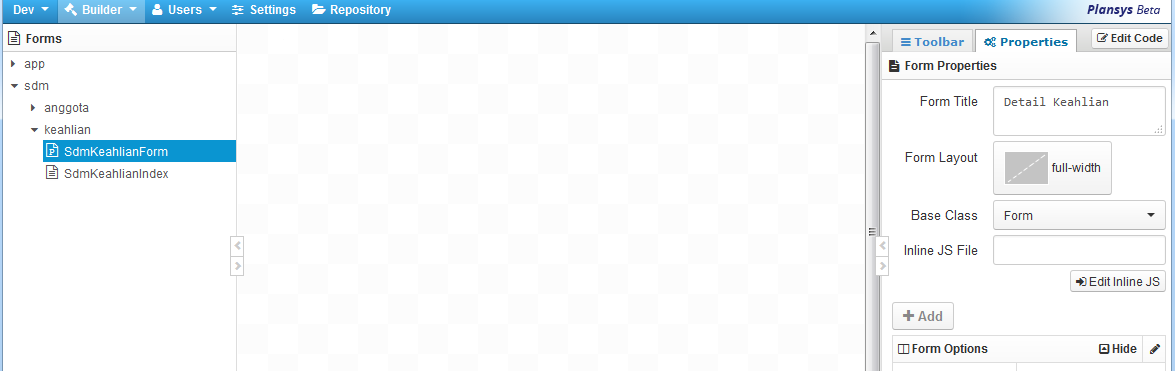 Dev Builder Users Settings Repository Plansys Beta
Forms
app
sdm
anggota
keahlian
SdmKeahlianForm
SdmKeahlianIndex
Toolbar Properties Edit Code
Form Properties
Form Title Detail Keahlian
Form Layout full-width
Base Class Form
Inline JS File
Edit Inline JS
Add
Form Options Hide